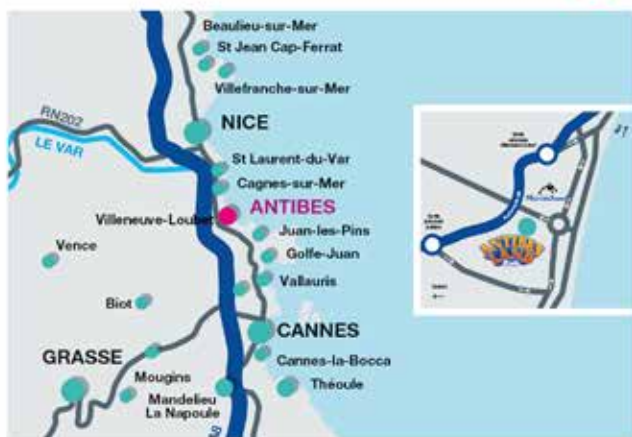 Beaulieu-sur-Mer
St Jean Cap-Ferrat
Villefranche-sur-Mer
RN202
LE VAR
NICE
St Laurent-du-Var
Cagnes-sur-Mer
Villeneuve-Loubet
ANTIBES
Juan-les-Pins
Vence
Golfe-Juan
Vallauris
Biot
CANNES
GRASSE
Cannes-la-Bocca
Mougins
Théoule
Mandelieu
La Napoule